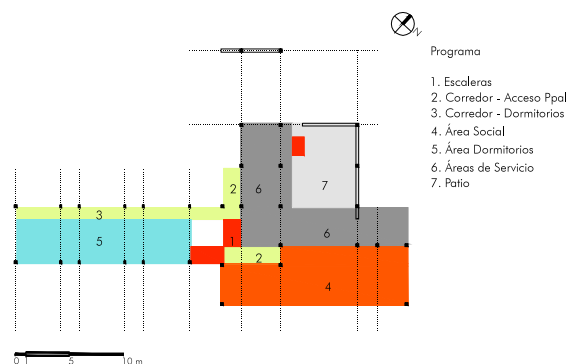 N
Programa
1. Escaleras
2. Corredor - Acceso Ppal
3. Corredor - Dormitorios
4. Área Social
5. Área Dormitorios
6. Áreas de Servicio
7. Patio
2
6
7
3
5
1
6
2
4
0 5 10 m